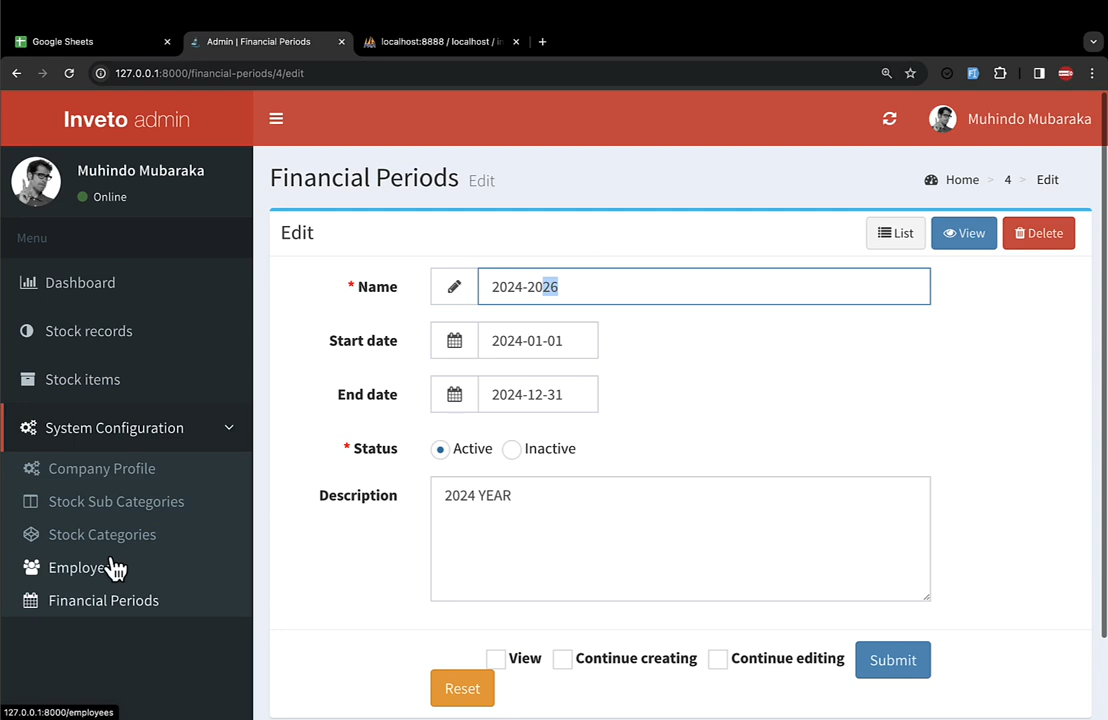 Google Sheets
Admin | Financial Periods
localhost:8888 / localhost / in
127.0.0.1:8000/financial-periods/4/edit
Inveto admin
Muhindo Mubaraka
Muhindo Mubaraka
Online
Menu
Dashboard
Stock records
Stock items
System Configuration
Company Profile
Stock Sub Categories
Stock Categories
Employe
Financial Periods
127.0.0.1:8000/employees
Financial Periods Edit
Home > 4 > Edit
Edit
List View Delete
* Name 2024-2026
Start date 2024-01-01
End date 2024-12-31
* Status Active Inactive
Description 2024 YEAR
View Continue creating Continue editing Submit
Reset